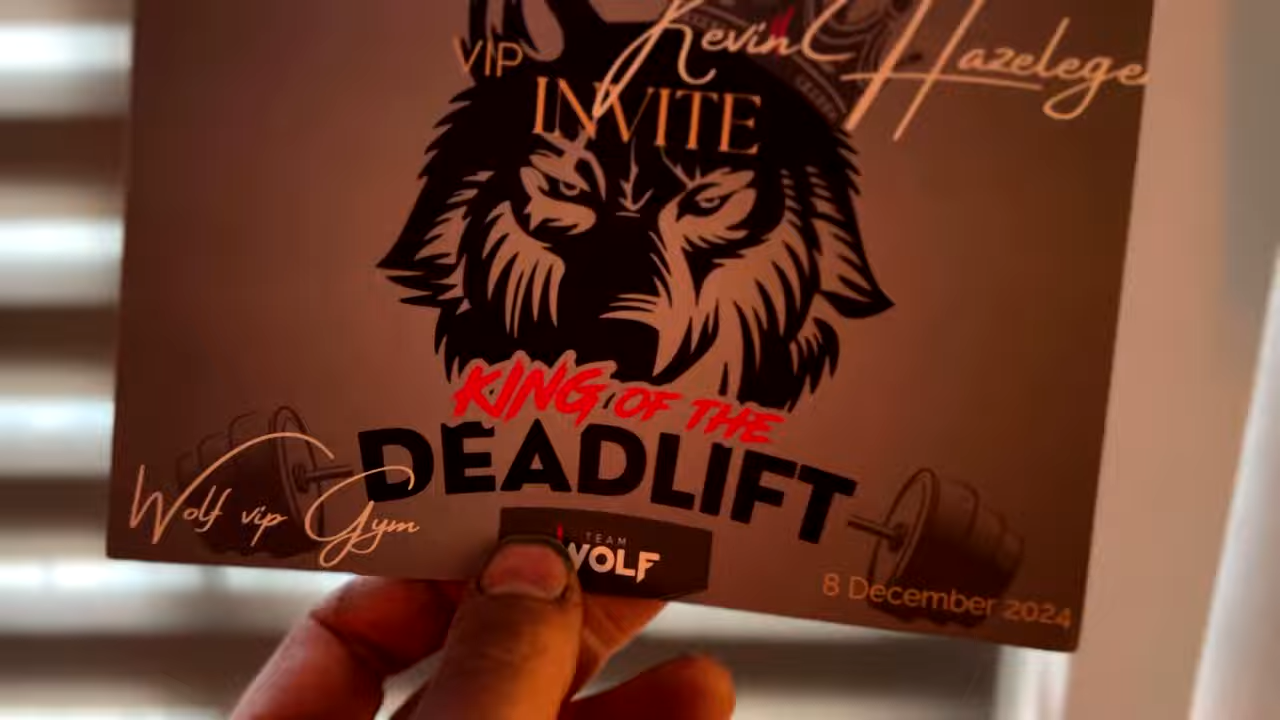 Kevin Hazelege
VIP
INVITE
KING OF THE
DEADLIFT
Wolf vip Gym
TEAM
WOLF
8 December 2024